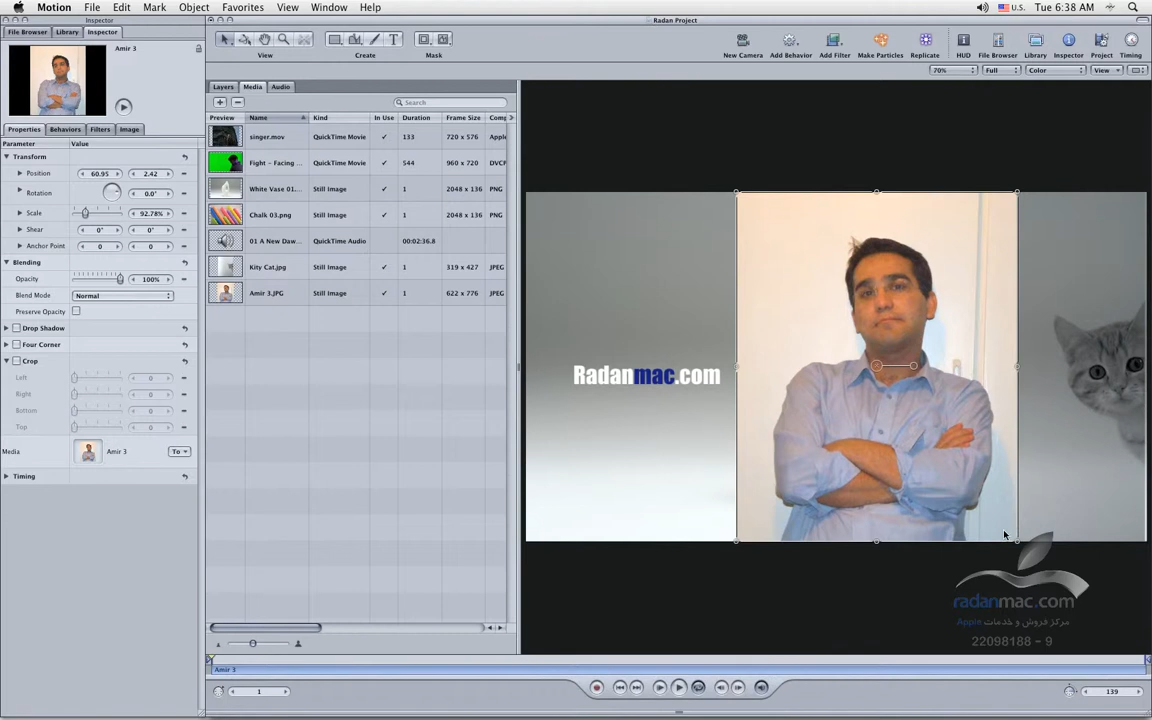 Motion File Edit Mark Object Favorites View Window Help
U.S. Tue 6:38 AM
Inspector
Radan Project
File Browser Library Inspector
Amir 3
View Create Mask
New Camera Add Behavior Add Filter Make Particles Replicate HUD File Browser Library Inspector Project Timing
70% Full Color View
Properties Behaviors Filters Image
Parameter Value
Transform
Position 60.95 2.42
Rotation 0.0°
Scale 92.78%
Shear 0° 0°
Anchor Point 0 0
Blending
Opacity 100%
Blend Mode Normal
Preserve Opacity
Drop Shadow
Four Corner
Crop
Left 0
Right 0
Bottom 0
Top 0
Media Amir 3 To
Timing
Layers Media Audio
Search
Preview Name Kind In Use Duration Frame Size Comp
singer.mov QuickTime Movie ✓ 133 720 x 576 Apple
Fight - Facing ... QuickTime Movie ✓ 544 960 x 720 DVCP
White Vase 01... Still Image ✓ 1 2048 x 136 PNG
Chalk 03.png Still Image ✓ 1 2048 x 136 PNG
01 A New Daw... QuickTime Audio 00:02:36.8
Kity Cat.jpg Still Image ✓ 1 319 x 427 JPEG
Amir 3.JPG Still Image ✓ 1 622 x 776 JPEG
Radanmac.com
radanmac.com
مرکز فروش و خدمات Apple
22098188 - 9
Amir 3
1
139